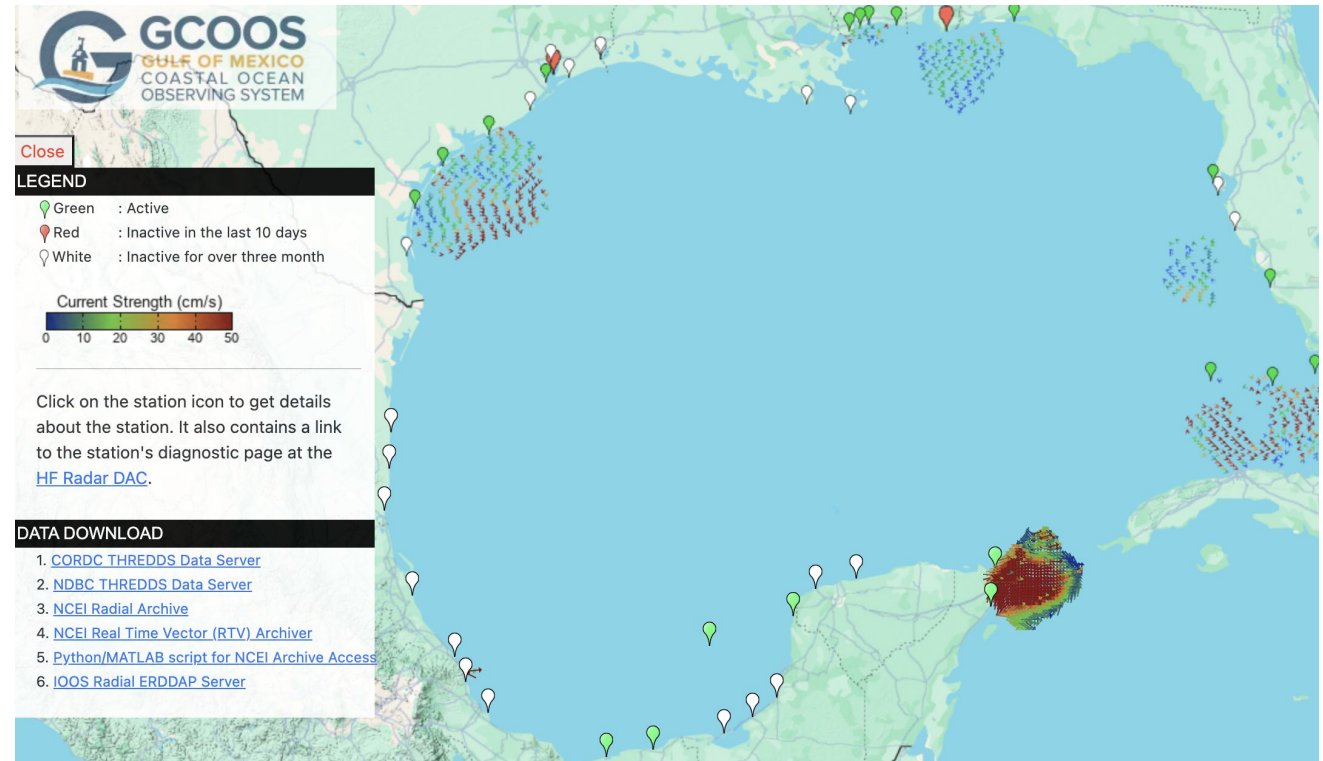 GCOOS
GULF OF MEXICO
COASTAL OCEAN
OBSERVING SYSTEM
Close
LEGEND
Green : Active
Red : Inactive in the last 10 days
White : Inactive for over three month
Current Strength (cm/s)
0 10 20 30 40 50
Click on the station icon to get details
about the station. It also contains a link
to the station's diagnostic page at the
HF Radar DAC.
DATA DOWNLOAD
1. CORDC THREDDS Data Server
2. NDBC THREDDS Data Server
3. NCEI Radial Archive
4. NCEI Real Time Vector (RTV) Archiver
5. Python/MATLAB script for NCEI Archive Access
6. IOOS Radial ERDDAP Server